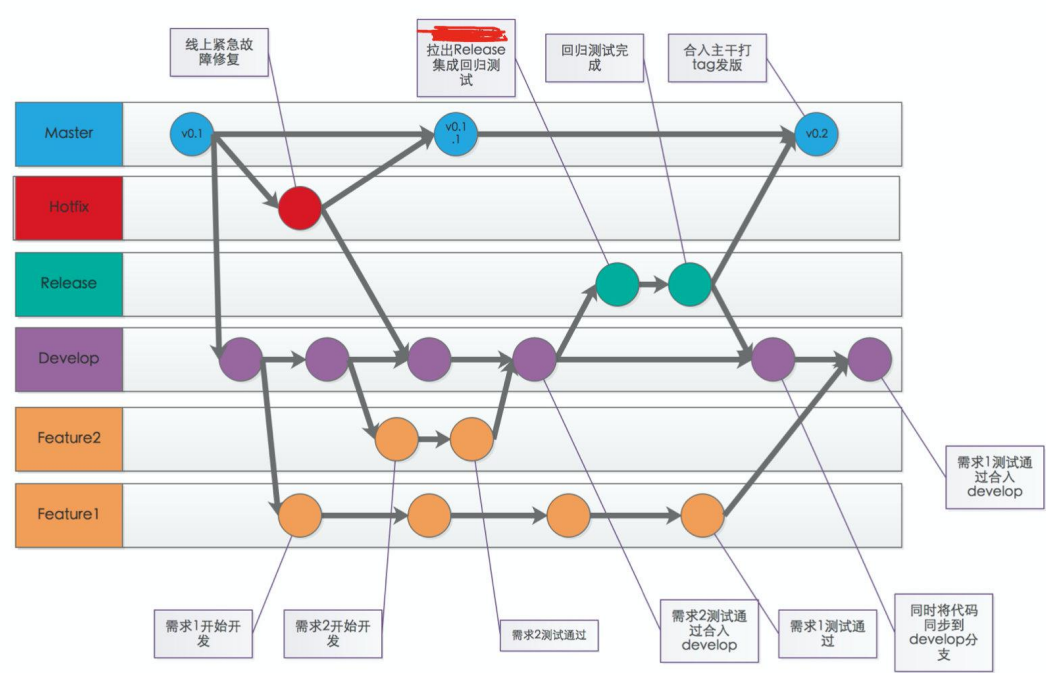 线上紧急故
障修复
拉出Release
集成回归测
试
回归测试完
成
合入主干打
tag发版
Master
v0.1
v0.1
.1
v0.2
Hotfix
Release
Develop
Feature2
需求1测试通
过合入
develop
Feature1
需求1开始开
发
需求2开始开
发
需求2测试通过
需求2测试通
过合入
develop
需求1测试通
过
同时将代码
同步到
develop分
支